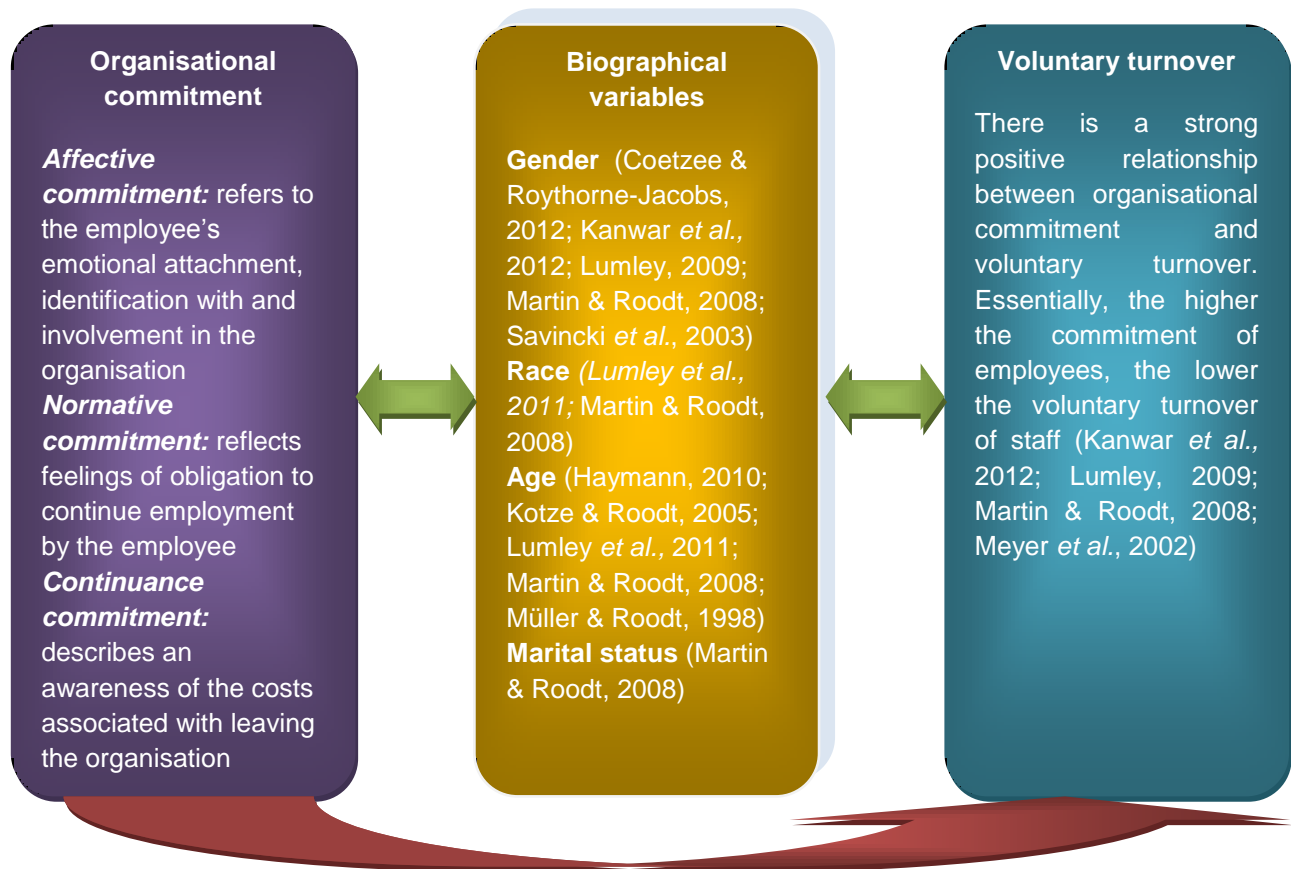 Organisational
commitment
Affective
commitment: refers to
the employee’s
emotional attachment,
identification with and
involvement in the
organisation
Normative
commitment: reflects
feelings of obligation to
continue employment
by the employee
Continuance
commitment:
describes an
awareness of the costs
associated with leaving
the organisation
Biographical
variables
Gender (Coetzee &
Roythorne-Jacobs,
2012; Kanwar et al.,
2012; Lumley, 2009;
Martin & Roodt, 2008;
Savincki et al., 2003)
Race (Lumley et al.,
2011; Martin & Roodt,
2008)
Age (Haymann, 2010;
Kotze & Roodt, 2005;
Lumley et al., 2011;
Martin & Roodt, 2008;
Müller & Roodt, 1998)
Marital status (Martin
& Roodt, 2008)
Voluntary turnover
There is a strong
positive relationship
between organisational
commitment and
voluntary turnover.
Essentially, the higher
the commitment of
employees, the lower
the voluntary turnover
of staff (Kanwar et al.,
2012; Lumley, 2009;
Martin & Roodt, 2008;
Meyer et al., 2002)